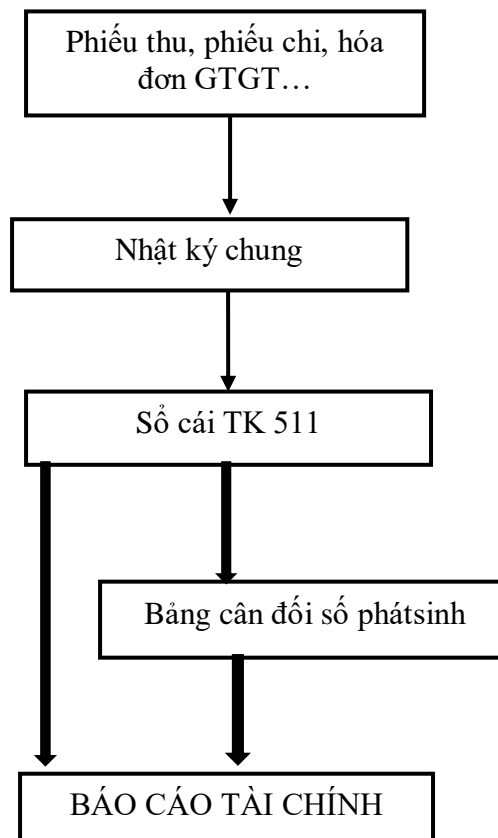 Phiếu thu, phiếu chi, hóa
đơn GTGT…
Nhật ký chung
Sổ cái TK 511
Bảng cân đối số phátsinh
BÁO CÁO TÀI CHÍNH